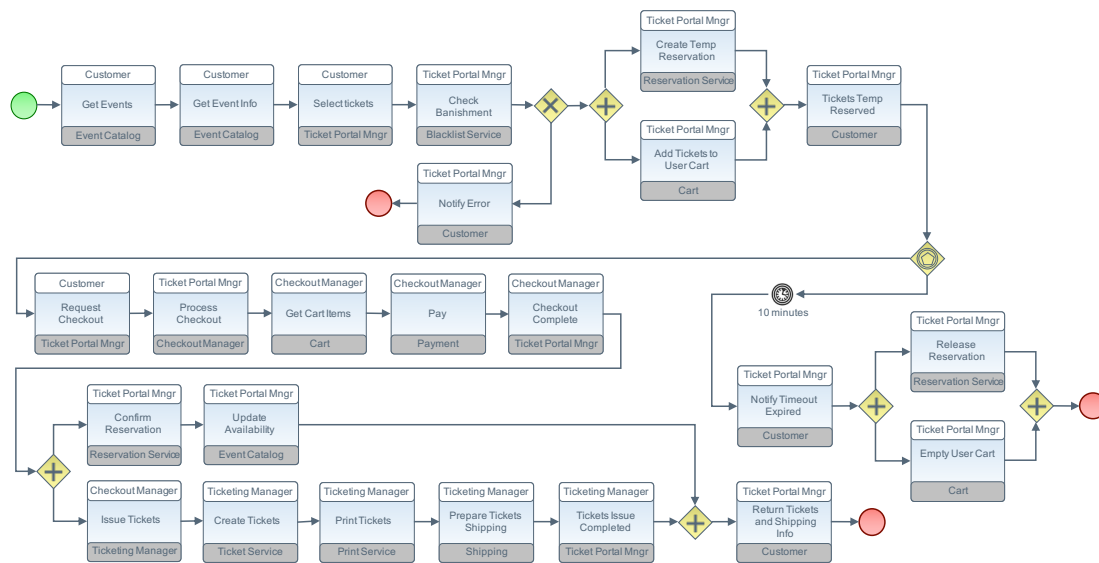 Ticket Portal Mngr
Create Temp
Reservation
Reservation Service
Customer
Get Events
Event Catalog
Customer
Get Event Info
Event Catalog
Customer
Select tickets
Ticket Portal Mngr
Ticket Portal Mngr
Check
Banishment
Blacklist Service
Ticket Portal Mngr
Tickets Temp
Reserved
Customer
Ticket Portal Mngr
Add Tickets to
User Cart
Cart
Ticket Portal Mngr
Notify Error
Customer
Customer
Request
Checkout
Ticket Portal Mngr
Ticket Portal Mngr
Process
Checkout
Checkout Manager
Checkout Manager
Get Cart Items
Cart
Checkout Manager
Pay
Payment
Checkout Manager
Checkout
Complete
Ticket Portal Mngr
10 minutes
Ticket Portal Mngr
Release
Reservation
Reservation Service
Ticket Portal Mngr
Notify Timeout
Expired
Customer
Ticket Portal Mngr
Empty User Cart
Cart
Ticket Portal Mngr
Confirm
Reservation
Reservation Service
Ticket Portal Mngr
Update
Availability
Event Catalog
Checkout Manager
Issue Tickets
Ticketing Manager
Ticketing Manager
Create Tickets
Ticket Service
Ticketing Manager
Print Tickets
Print Service
Ticketing Manager
Prepare Tickets
Shipping
Shipping
Ticketing Manager
Tickets Issue
Completed
Ticket Portal Mngr
Ticket Portal Mngr
Return Tickets
and Shipping
Info
Customer